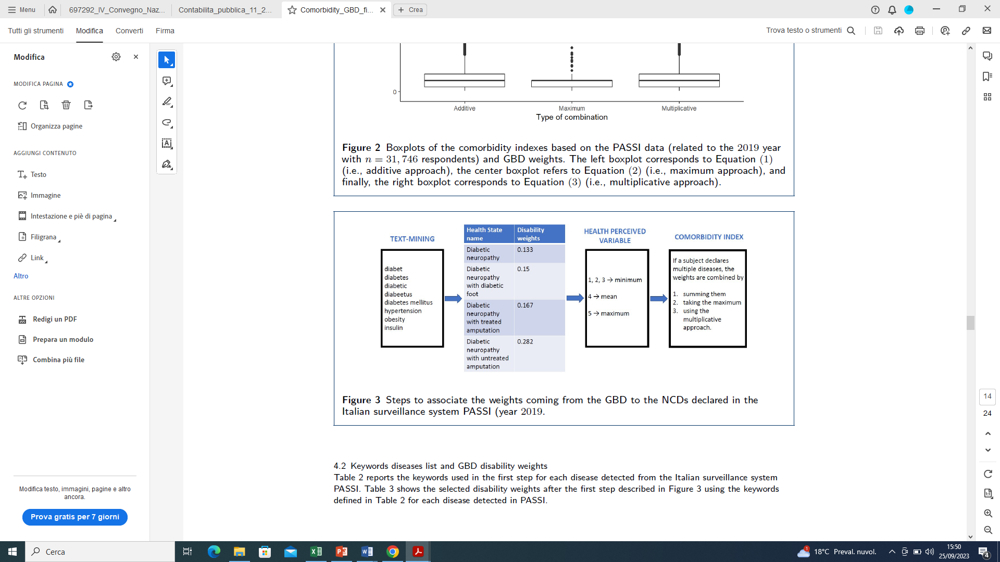 Menu
697292_IV_Convegno_Naz...
Contabilita_pubblica_11_2...
Comorbidity_GBD_fi...
Crea
Tutti gli strumenti
Modifica
Converti
Firma
Trova testo o strumenti
Modifica
MODIFICA PAGINA
Organizza pagine
AGGIUNGI CONTENUTO
Testo
Immagine
Intestazione e piè di pagina
Filigrana
Link
Altro
ALTRE OPZIONI
Redigi un PDF
Prepara un modulo
Combina più file
Modifica testo, immagini, pagine e altro
ancora.
Prova gratis per 7 giorni
0
Additive
Maximum
Multiplicative
Type of combination
Figure 2 Boxplots of the comorbidity indexes based on the PASSI data (related to the 2019 year
with n = 31, 746 respondents) and GBD weights. The left boxplot corresponds to Equation (1)
(i.e., additive approach), the center boxplot refers to Equation (2) (i.e., maximum approach), and
finally, the right boxplot corresponds to Equation (3) (i.e., multiplicative approach).
TEXT-MINING
diabet
diabetes
diabetic
diabeetus
diabetes mellitus
hypertension
obesity
insulin
Health State
name
Disability
weights
Diabetic
neuropathy
0.133
Diabetic
neuropathy
with diabetic
foot
0.15
Diabetic
neuropathy
with treated
amputation
0.167
Diabetic
neuropathy
with untreated
amputation
0.282
HEALTH PERCEIVED
VARIABLE
1, 2, 3 → minimum
4 → mean
5 → maximum
COMORBIDITY INDEX
If a subject declares
multiple diseases, the
weights are combined by
1. summing them
2. taking the maximum
3. using the
multiplicative
approach.
Figure 3 Steps to associate the weights coming from the GBD to the NCDs declared in the
Italian surveillance system PASSI (year 2019.
4.2 Keywords diseases list and GBD disability weights
Table 2 reports the keywords used in the first step for each disease detected from the Italian surveillance system
PASSI. Table 3 shows the selected disability weights after the first step described in Figure 3 using the keywords
defined in Table 2 for each disease detected in PASSI.
14
24
1:1
Cerca
1
18°C Preval. nuvol.
15:50
25/09/2023
4